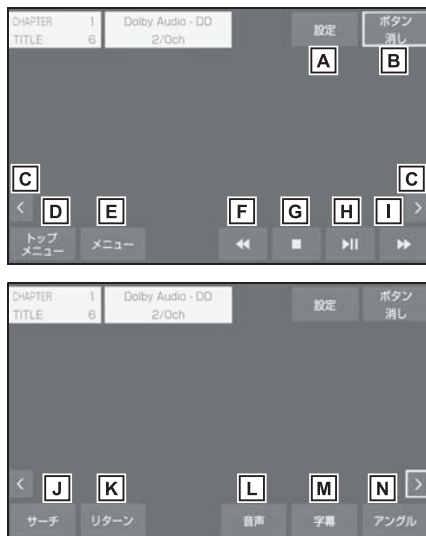 CHAPTER 1
TITLE 6
Dolby Audio - DD
2/0ch
設定
ボタン
消し
A
B
C
C
<
>
D
E
F
G
H
I
トップ
メニュー
メニュー
CHAPTER 1
TITLE 6
Dolby Audio - DD
2/0ch
設定
ボタン
消し
<
>
J
K
L
M
N
サーチ
リターン
音声
字幕
アングル